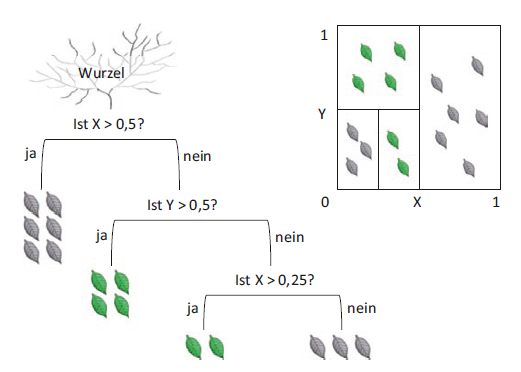 Wurzel
Ist X > 0,5?
ja
nein
Ist Y > 0,5?
ja
nein
Ist X > 0,25?
ja
nein
1
Y
0
X
1